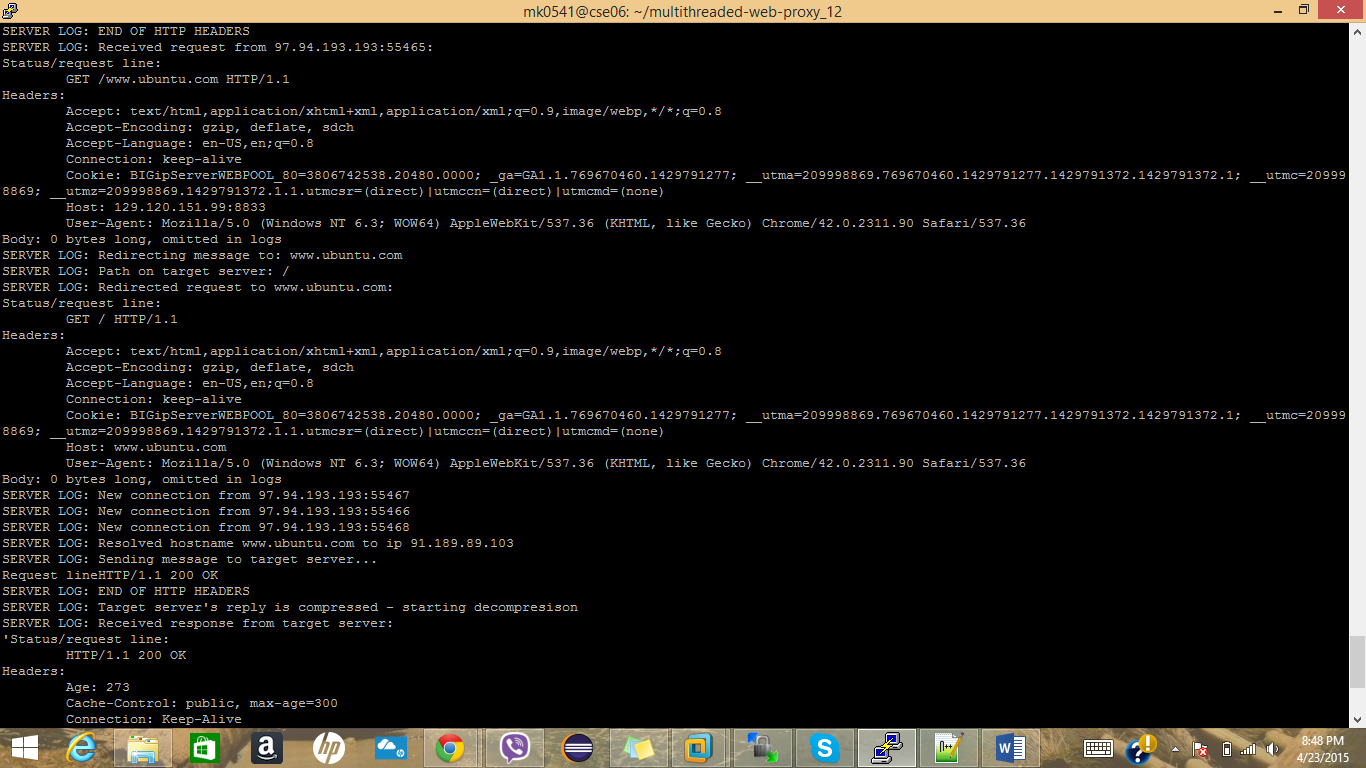 mk0541@cse06: ~/multithreaded-web-proxy_12
SERVER LOG: END OF HTTP HEADERS
SERVER LOG: Received request from 97.94.193.193:55465:
Status/request line:
        GET /www.ubuntu.com HTTP/1.1
Headers:
        Accept: text/html,application/xhtml+xml,application/xml;q=0.9,image/webp,*/*;q=0.8
        Accept-Encoding: gzip, deflate, sdch
        Accept-Language: en-US,en;q=0.8
        Connection: keep-alive
        Cookie: BIGipServerWEBPOOL_80=3806742538.20480.0000; _ga=GA1.1.769670460.1429791277; __utma=209998869.769670460.1429791277.1429791372.1429791372.1; __utmc=20999
8869; __utmz=209998869.1429791372.1.1.utmcsr=(direct)|utmccn=(direct)|utmcmd=(none)
        Host: 129.120.151.99:8833
        User-Agent: Mozilla/5.0 (Windows NT 6.3; WOW64) AppleWebKit/537.36 (KHTML, like Gecko) Chrome/42.0.2311.90 Safari/537.36
Body: 0 bytes long, omitted in logs
SERVER LOG: Redirecting message to: www.ubuntu.com
SERVER LOG: Path on target server: /
SERVER LOG: Redirected request to www.ubuntu.com:
Status/request line:
        GET / HTTP/1.1
Headers:
        Accept: text/html,application/xhtml+xml,application/xml;q=0.9,image/webp,*/*;q=0.8
        Accept-Encoding: gzip, deflate, sdch
        Accept-Language: en-US,en;q=0.8
        Connection: keep-alive
        Cookie: BIGipServerWEBPOOL_80=3806742538.20480.0000; _ga=GA1.1.769670460.1429791277; __utma=209998869.769670460.1429791277.1429791372.1429791372.1; __utmc=20999
8869; __utmz=209998869.1429791372.1.1.utmcsr=(direct)|utmccn=(direct)|utmcmd=(none)
        Host: www.ubuntu.com
        User-Agent: Mozilla/5.0 (Windows NT 6.3; WOW64) AppleWebKit/537.36 (KHTML, like Gecko) Chrome/42.0.2311.90 Safari/537.36
Body: 0 bytes long, omitted in logs
SERVER LOG: New connection from 97.94.193.193:55467
SERVER LOG: New connection from 97.94.193.193:55466
SERVER LOG: New connection from 97.94.193.193:55468
SERVER LOG: Resolved hostname www.ubuntu.com to ip 91.189.89.103
SERVER LOG: Sending message to target server...
Request lineHTTP/1.1 200 OK
SERVER LOG: END OF HTTP HEADERS
SERVER LOG: Target server's reply is compressed - starting decompresison
SERVER LOG: Received response from target server:
'Status/request line:
        HTTP/1.1 200 OK
Headers:
        Age: 273
        Cache-Control: public, max-age=300
        Connection: Keep-Alive
8:48 PM
4/23/2015